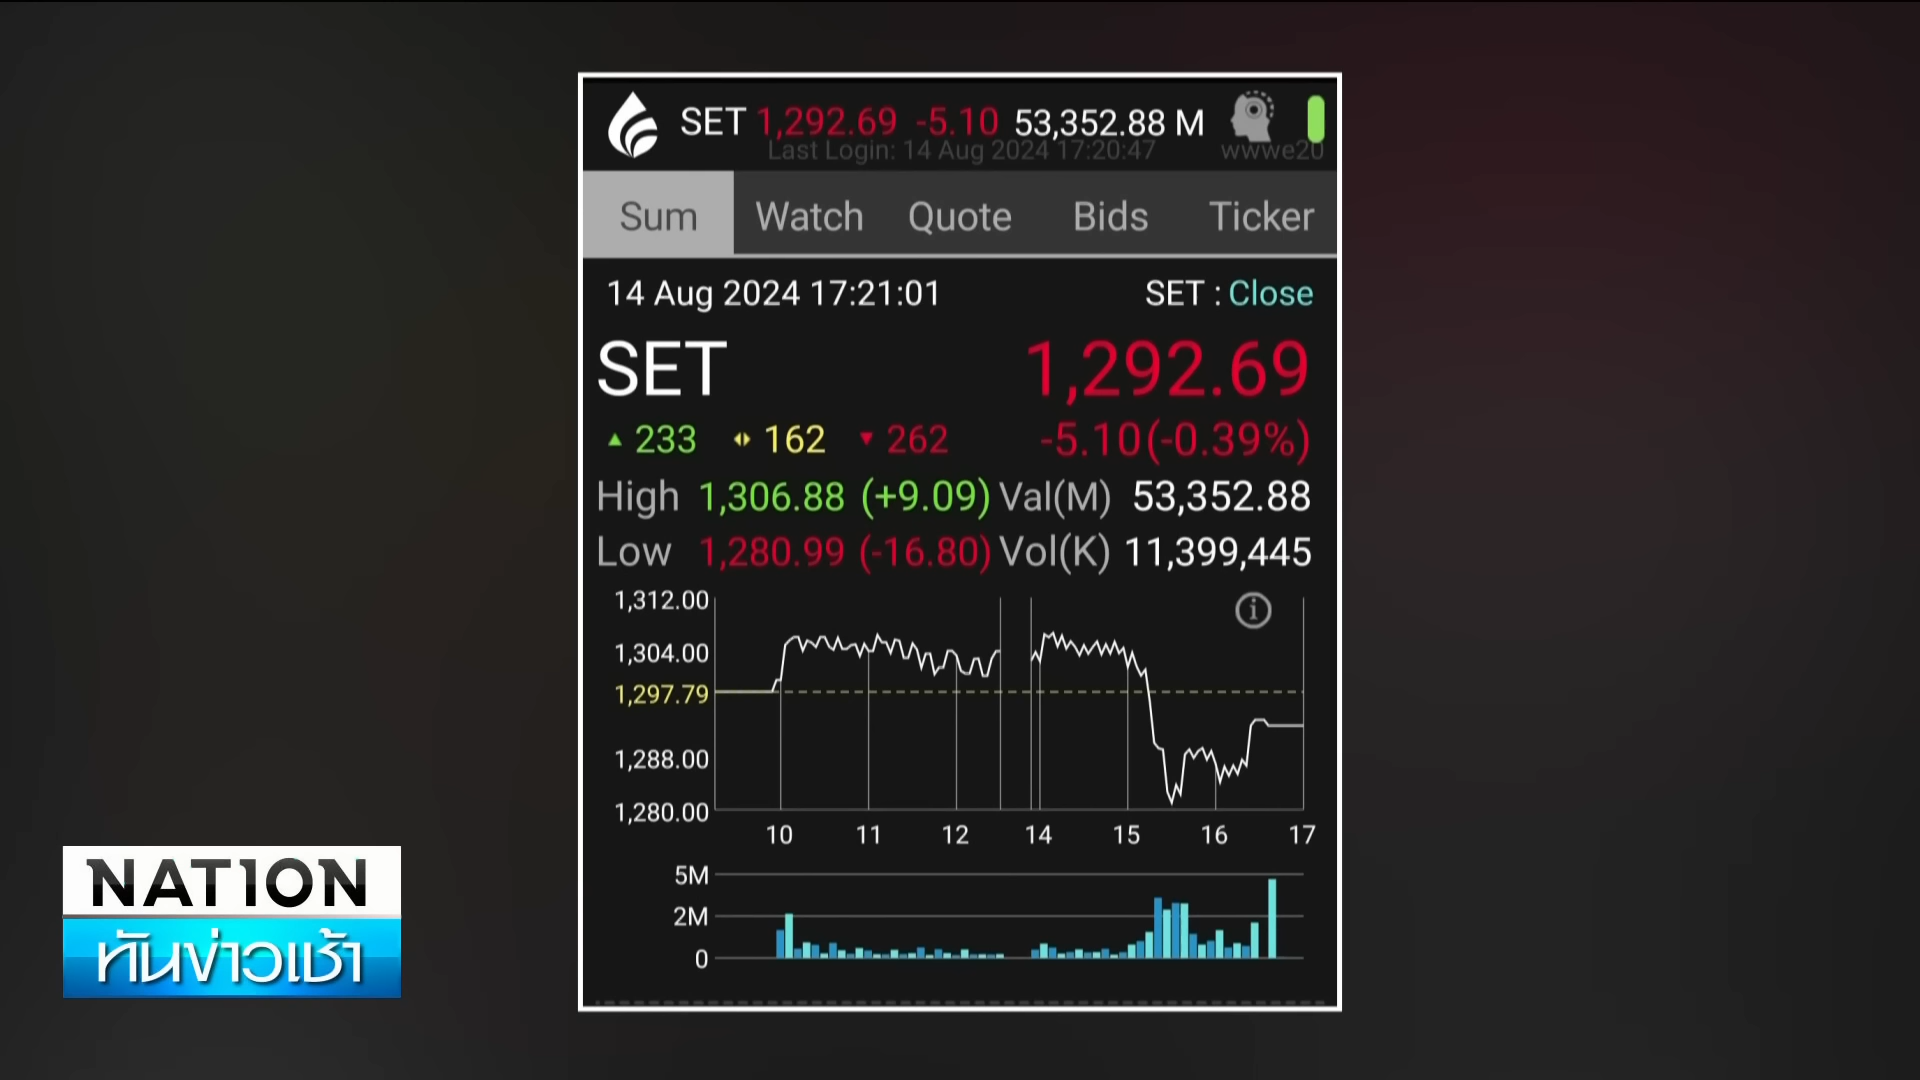 SET 1,292.69 -5.10 53,352.88 M
Last Login: 14 Aug 2024 17:20:47 wwwe20
Sum Watch Quote Bids Ticker
14 Aug 2024 17:21:01 SET : Close
SET 1,292.69
▲ 233 162 ▼ 262 -5.10(-0.39%)
High 1,306.88 (+9.09) Val(M) 53,352.88
Low 1,280.99 (-16.80) Vol(K) 11,399,445
1,312.00
1,304.00
1,297.79
1,288.00
1,280.00
10 11 12 14 15 16 17
5M
2M
0
NATION
ทันข่าวเช้า